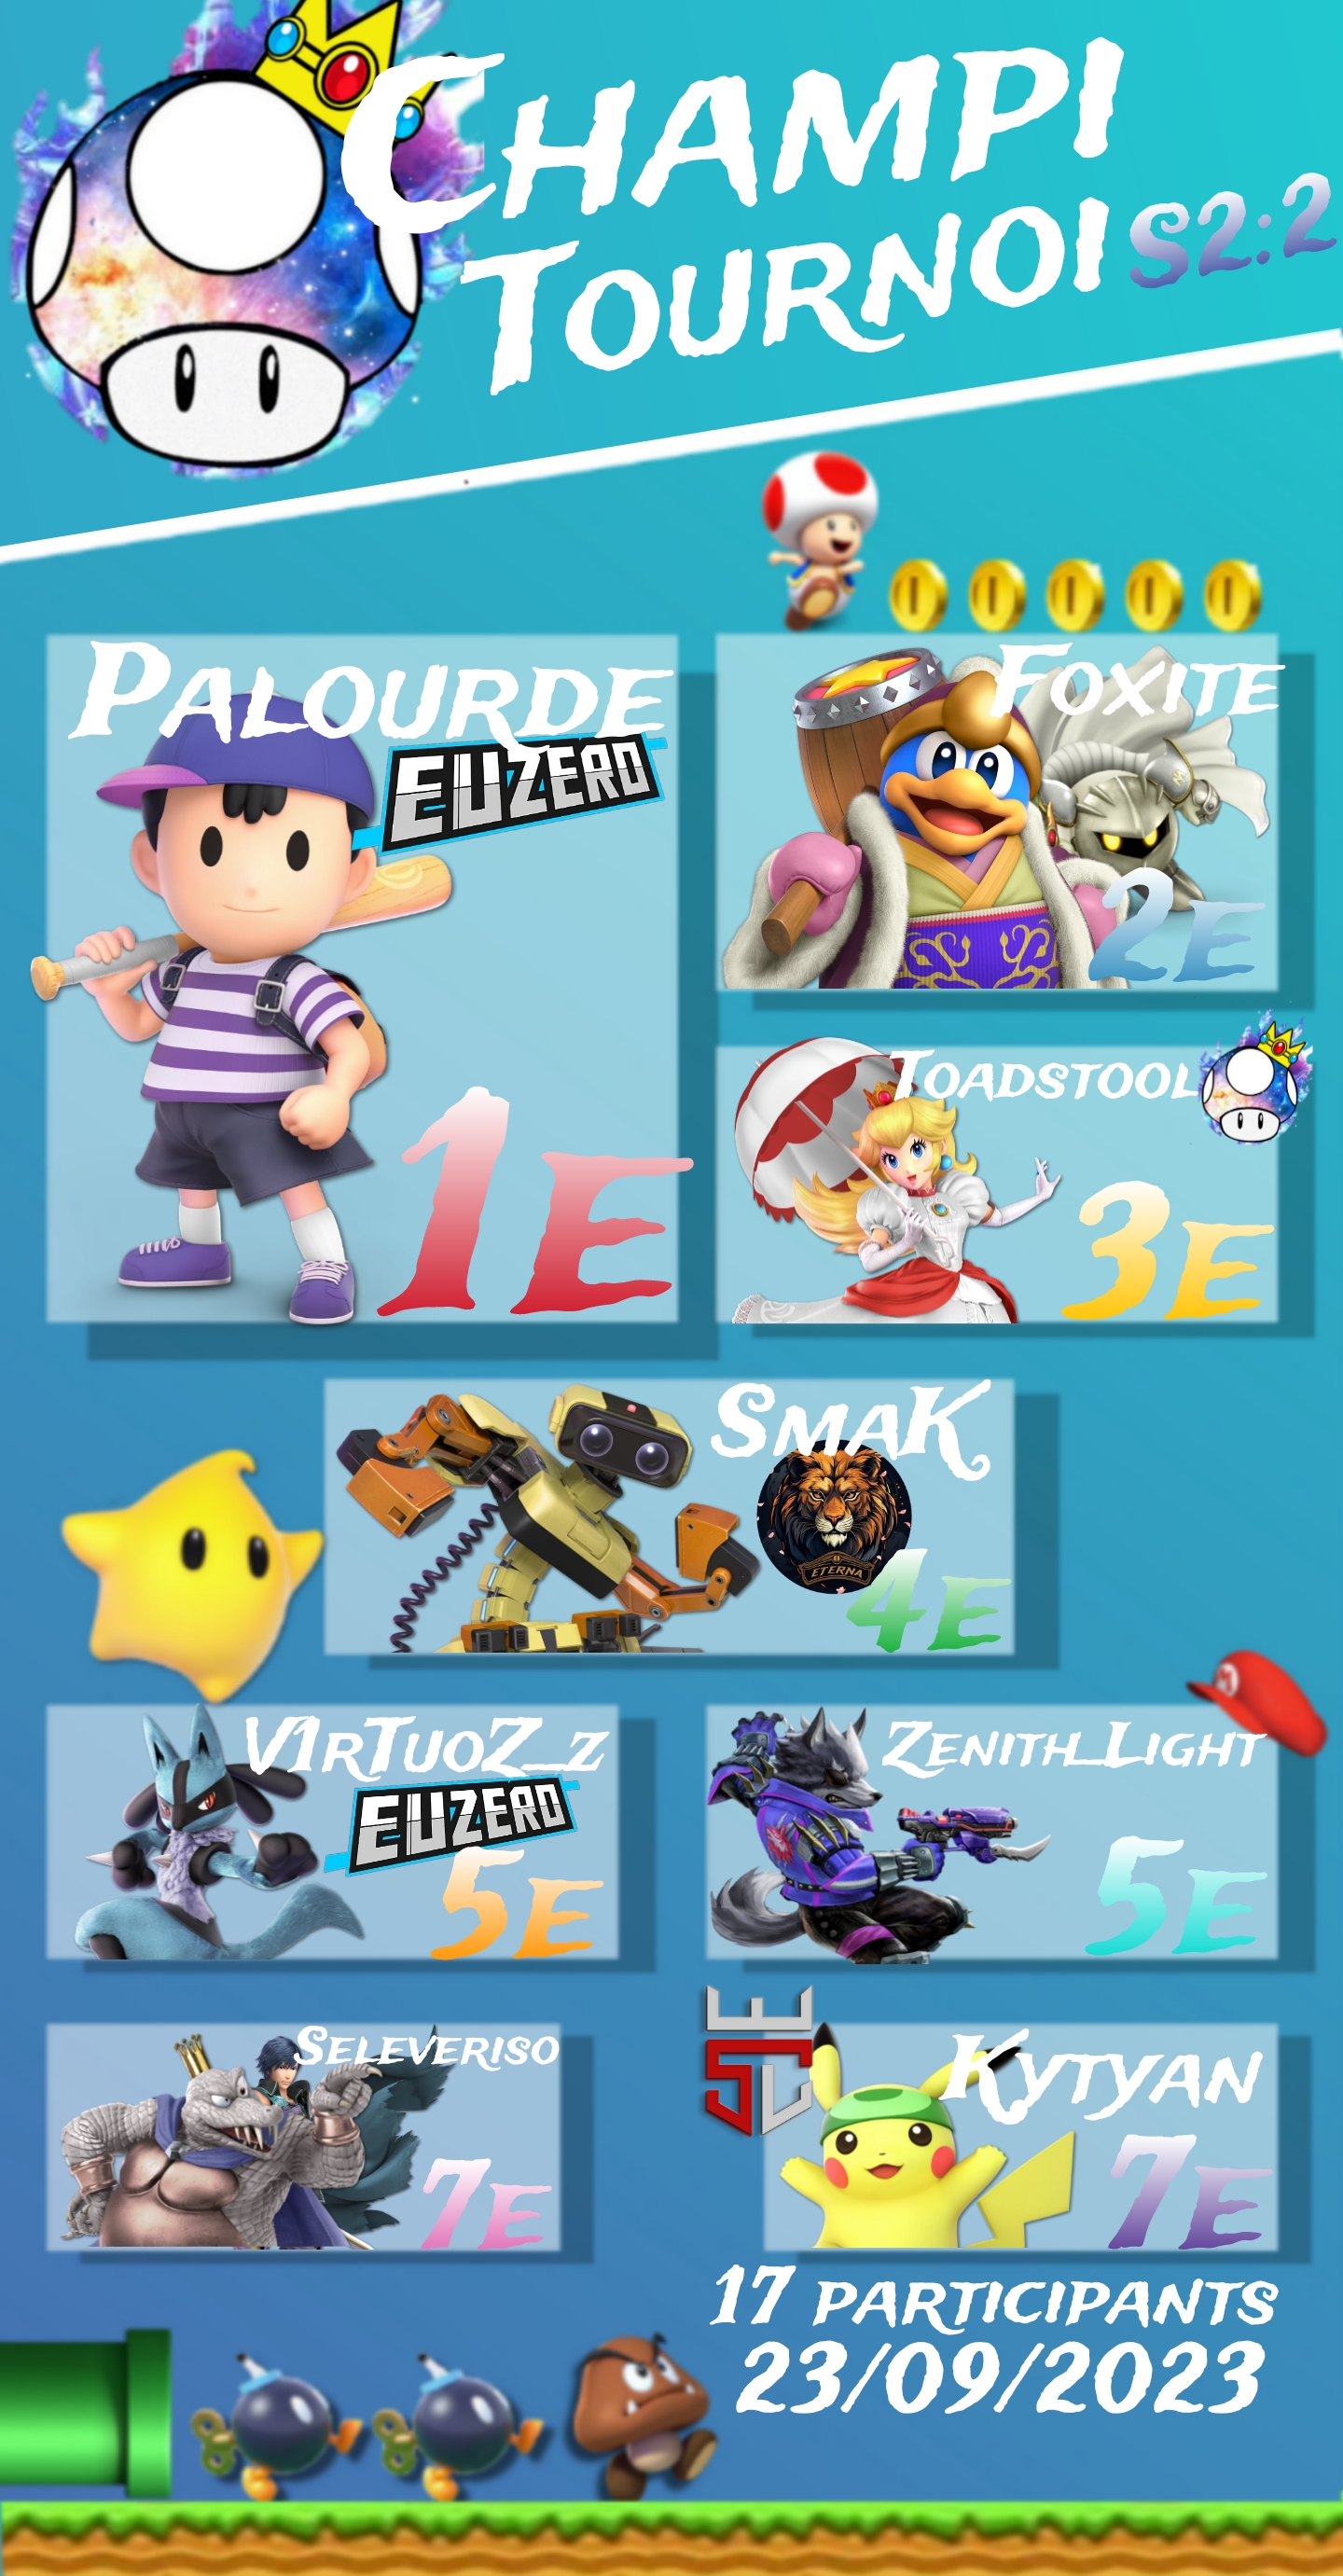 CHAMPI
TOURNOI S2:2
PALOURDE
EUZERO
1E
FOXITE
2E
TOADSTOOL
3E
SMAK
ETERNA
4E
V1RTUOZ_Z
EUZERO
5E
ZENITH_LIGHT
M
5E
SELEVERISO
7E
ESC
KYTYAN
7E
17 PARTICIPANTS
23/09/2023